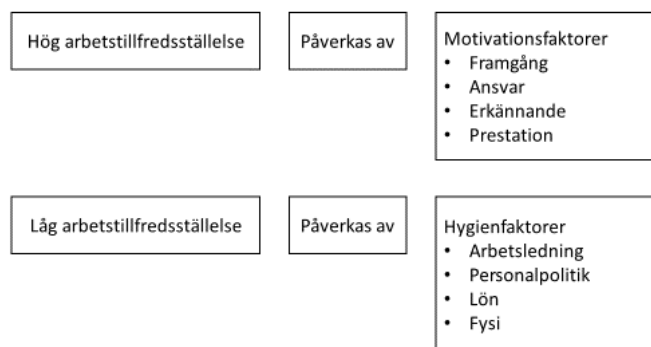 Hög arbetstillfredsställelse
Påverkas av
Motivationsfaktorer
• Framgång
• Ansvar
• Erkännande
• Prestation
Låg arbetstillfredsställelse
Påverkas av
Hygienfaktorer
• Arbetsledning
• Personalpolitik
• Lön
• Fysi